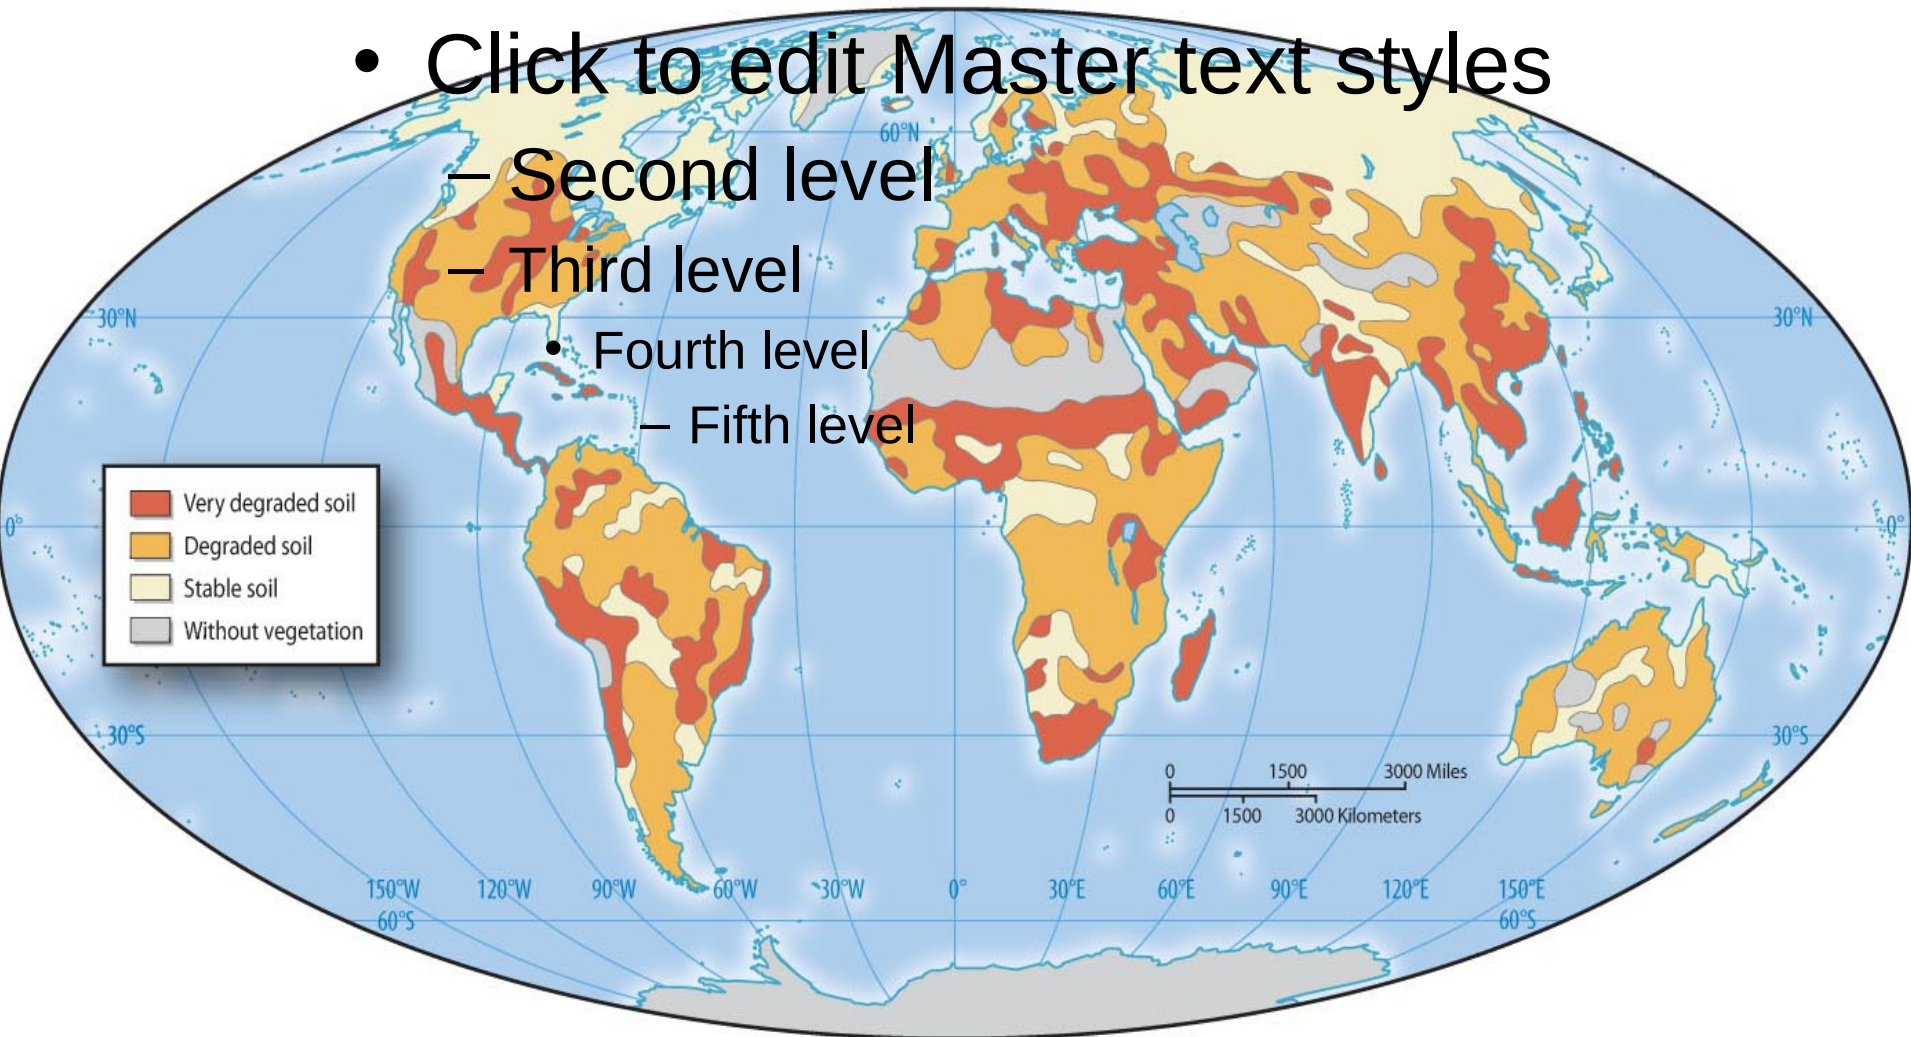 • Click to edit Master text styles
60°N
– Second level
– Third level
30°N
30°N
• Fourth level
– Fifth level
Very degraded soil
Degraded soil
Stable soil
Without vegetation
0°
0°
30°S
30°S
0 1500 3000 Miles
0 1500 3000 Kilometers
150°W 120°W 90°W 60°W 30°W 0° 30°E 60°E 90°E 120°E 150°E
60°S
60°S